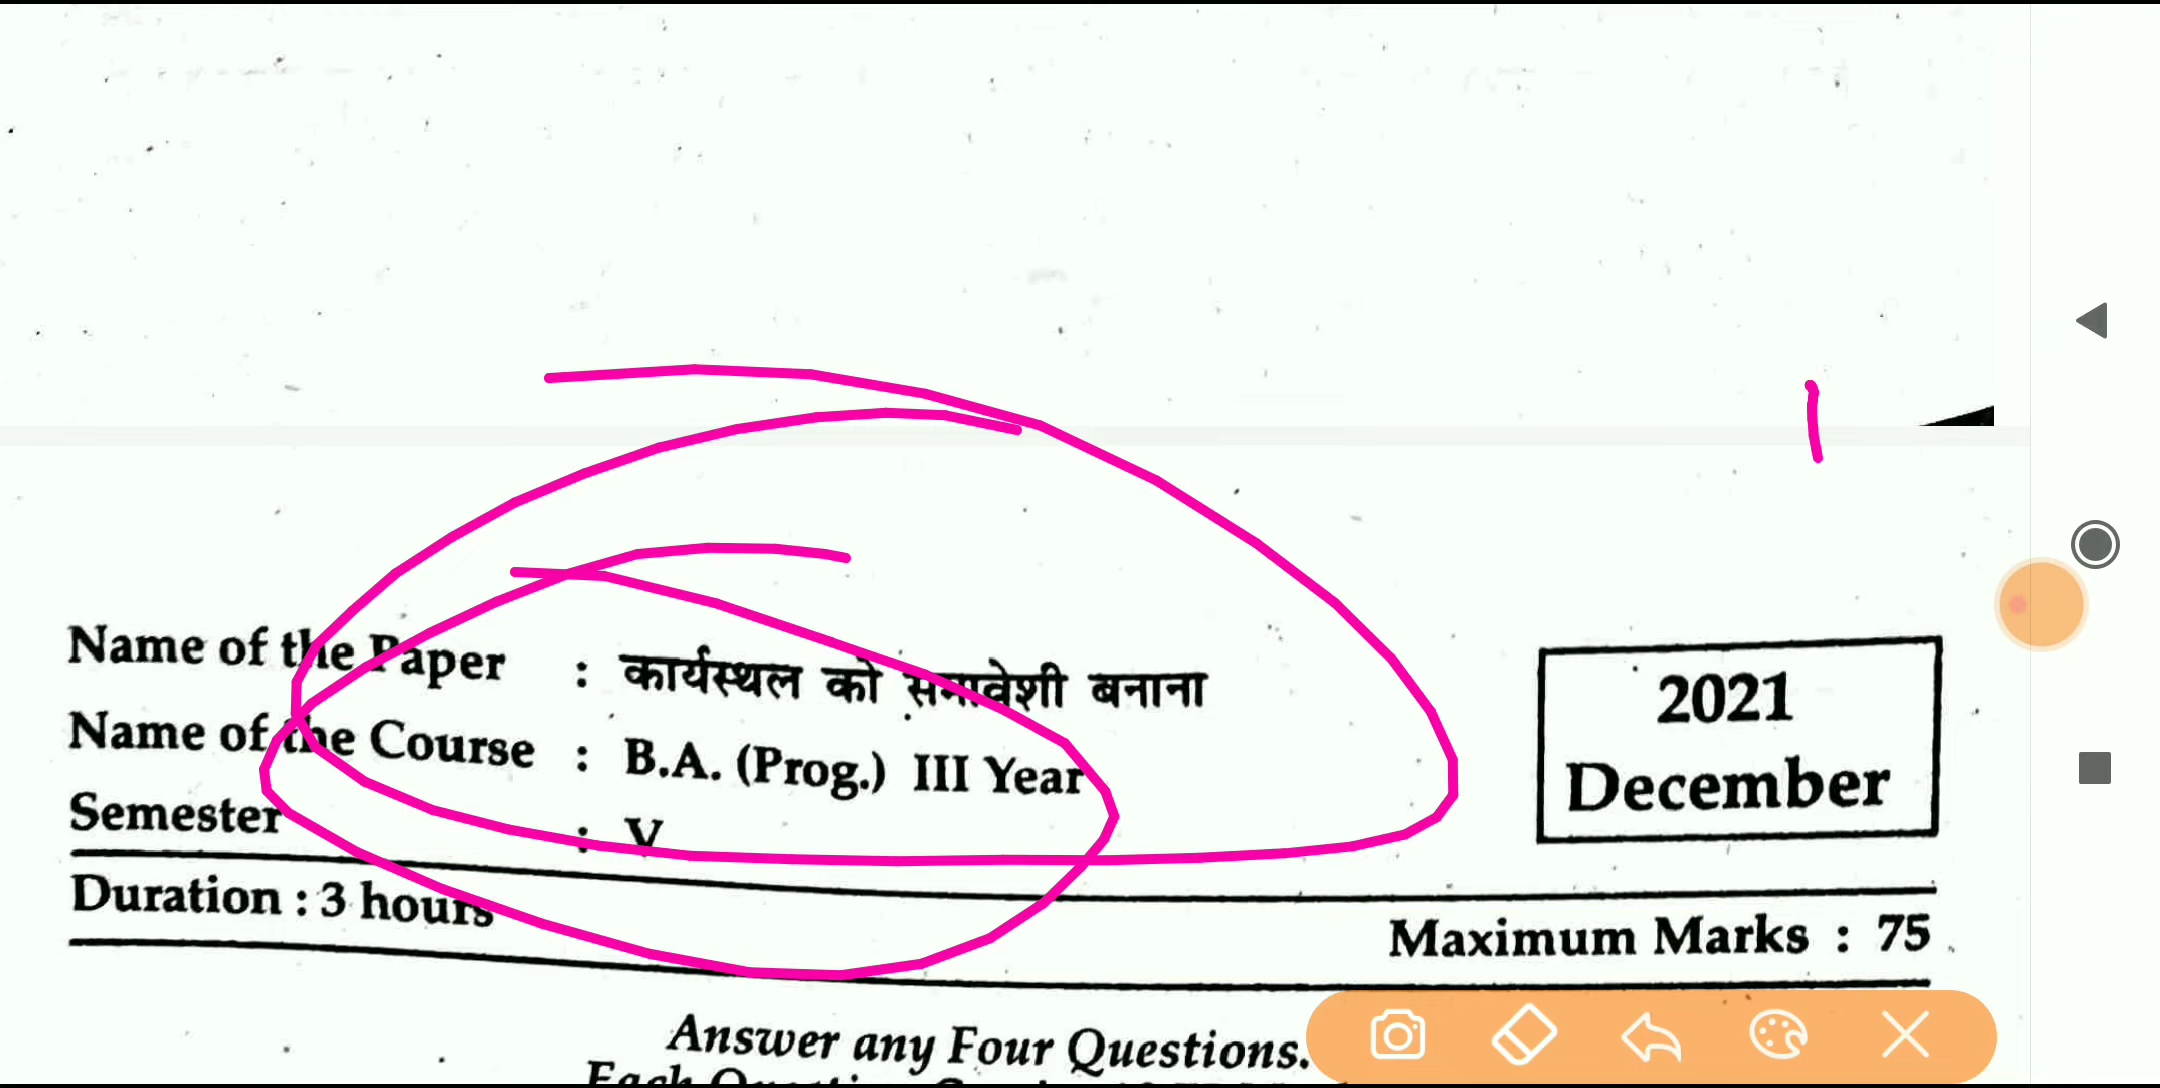 Name of the Paper : कार्यस्थल को समावेशी बनाना
Name of the Course : B.A. (Prog.) III Year
Semester : V
2021
December
Duration : 3 hours
Maximum Marks : 75
Answer any Four Questions.